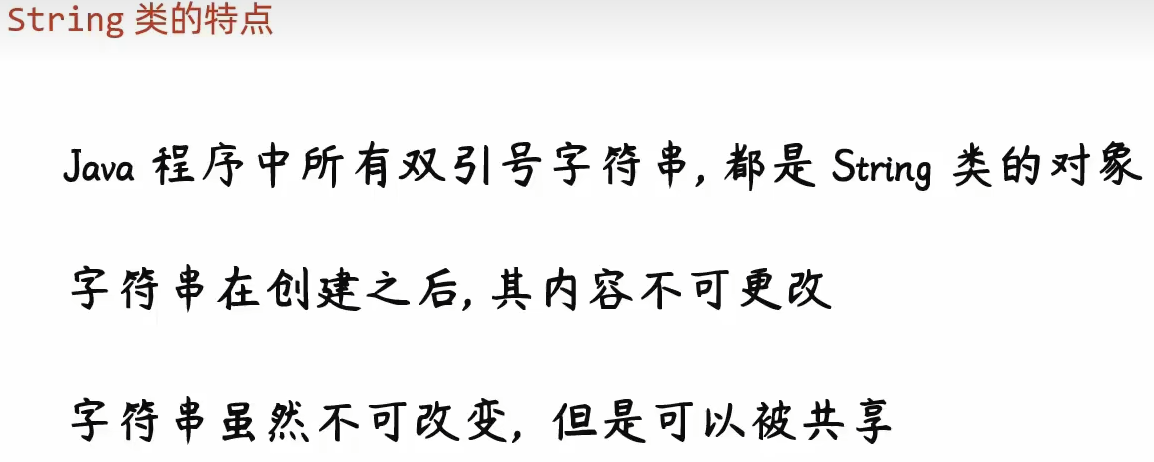 String 类的特点
Java 程序中所有双引号字符串, 都是 String 类的对象
字符串在创建之后, 其内容不可更改
字符串虽然不可改变, 但是可以被共享